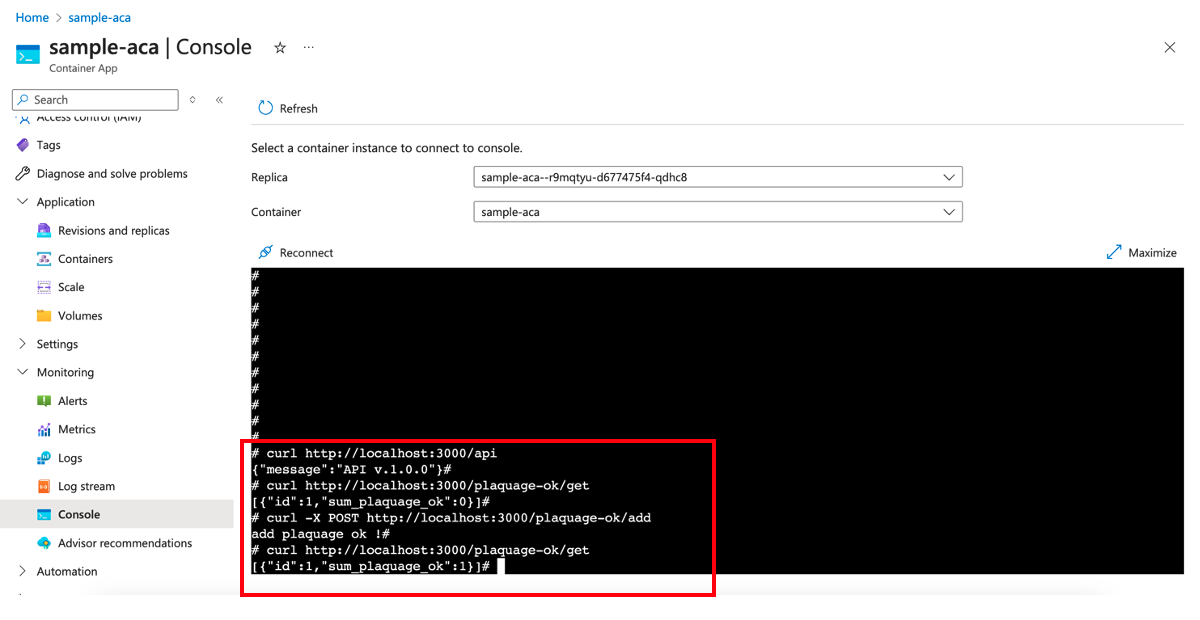 Home > sample-aca
sample-aca | Console
Container App
Search
Access control (IAM)
Tags
Diagnose and solve problems
Application
Revisions and replicas
Containers
Scale
Volumes
Settings
Monitoring
Alerts
Metrics
Logs
Log stream
Console
Advisor recommendations
Automation
Refresh
Select a container instance to connect to console.
Replica
sample-aca--r9mqtyu-d677475f4-qdhc8
Container
sample-aca
Reconnect
Maximize
#
#
#
#
#
#
#
#
#
#
#
# curl http://localhost:3000/api
{"message":"API v.1.0.0"}#
# curl http://localhost:3000/plaquage-ok/get
[{"id":1,"sum_plaquage_ok":0}]#
# curl -X POST http://localhost:3000/plaquage-ok/add
add plaquage ok !#
# curl http://localhost:3000/plaquage-ok/get
[{"id":1,"sum_plaquage_ok":1}]#